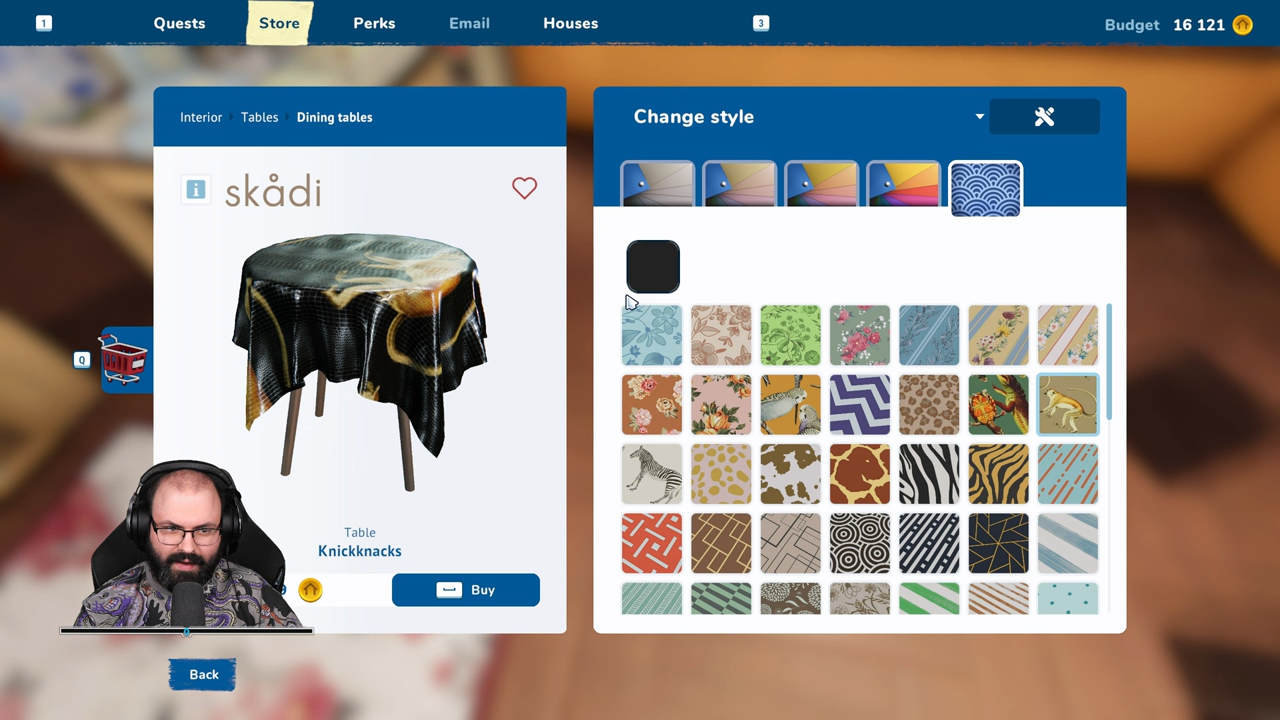 1
Quests
Store
Perks
Email
Houses
3
Budget 16 121
Interior
Tables
Dining tables
Change style
i
skådi
Q
Table
Knickknacks
Buy
Back